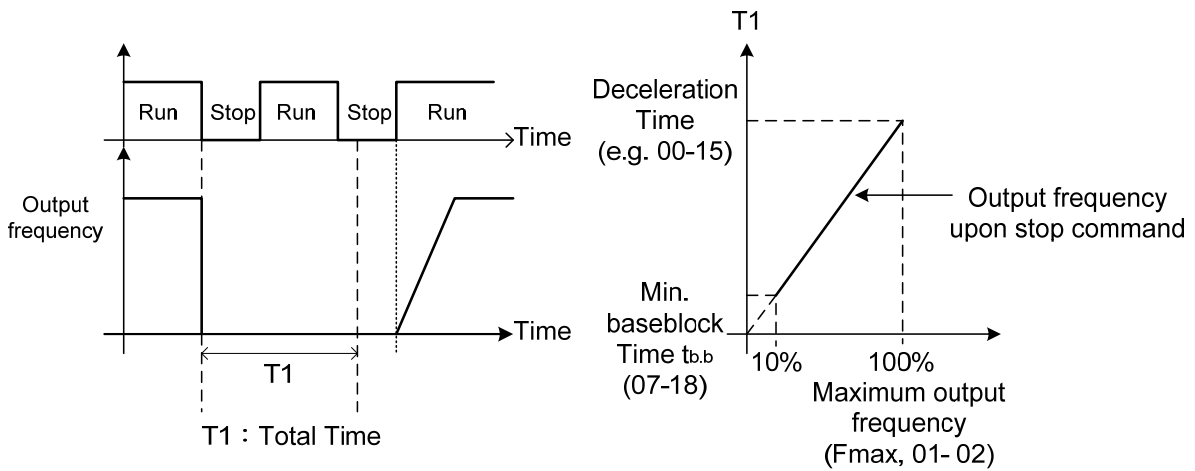 Run
Stop
Run
Stop
Run
Time
Output
frequency
Time
T1
T1 : Total Time
T1
Deceleration
Time
(e.g. 00-15)
Output frequency
upon stop command
Min.
baseblock
Time tb.b
(07-18)
10%
100%
Maximum output
frequency
(Fmax, 01- 02)